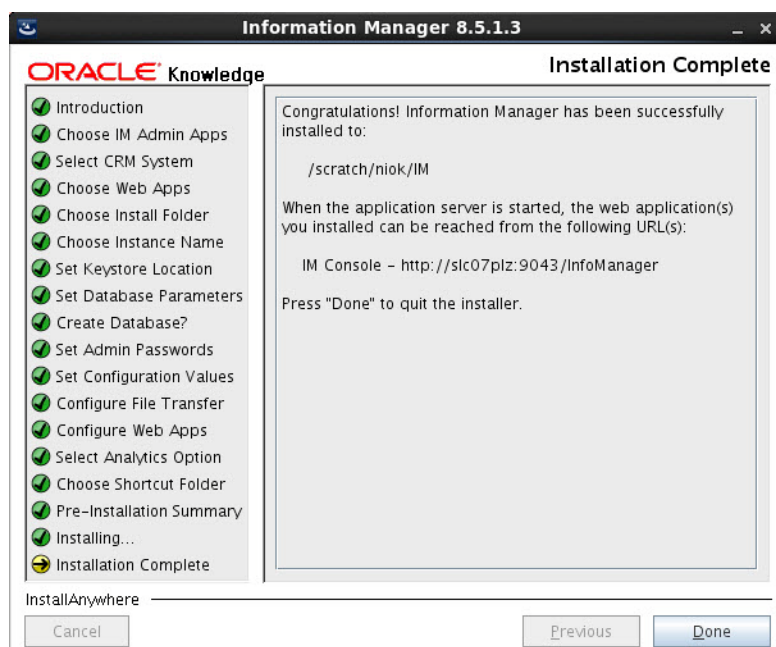 Information Manager 8.5.1.3
ORACLE Knowledge
Installation Complete
Introduction
Choose IM Admin Apps
Select CRM System
Choose Web Apps
Choose Install Folder
Choose Instance Name
Set Keystore Location
Set Database Parameters
Create Database?
Set Admin Passwords
Set Configuration Values
Configure File Transfer
Configure Web Apps
Select Analytics Option
Choose Shortcut Folder
Pre-Installation Summary
Installing...
Installation Complete
Congratulations! Information Manager has been successfully
installed to:
/scratch/niok/IM
When the application server is started, the web application(s)
you installed can be reached from the following URL(s):
IM Console – http://slc07plz:9043/InfoManager
Press "Done" to quit the installer.
InstallAnywhere
Cancel
Previous
Done